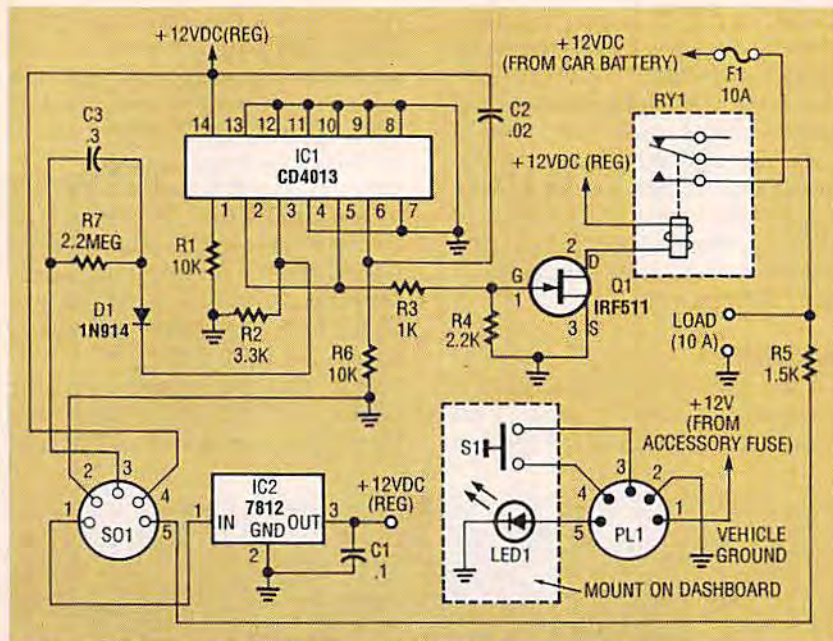 +12VDC(REG)
+12VDC
(FROM CAR BATTERY)
F1
10A
C3
.3
14 13 12 11 10 9 8
C2
.02
RY1
IC1
CD4013
+12VDC (REG)
1 2 3 4 5 6 7
R7
2.2MEG
R1
10K
D1
1N914
R2
3.3K
R3
1K
G
1
2
D
Q1
IRF511
3
S
R4
2.2K
R6
10K
LOAD
(10 A)
R5
1.5K
+12V
(FROM
ACCESSORY FUSE)
S1
1 2 3 4 5
SO1
IC2
7812
1
IN
GND
OUT
3
2
+12VDC
(REG)
C1
.1
LED1
5 4 3 2 1
PL1
VEHICLE
GROUND
MOUNT ON DASHBOARD